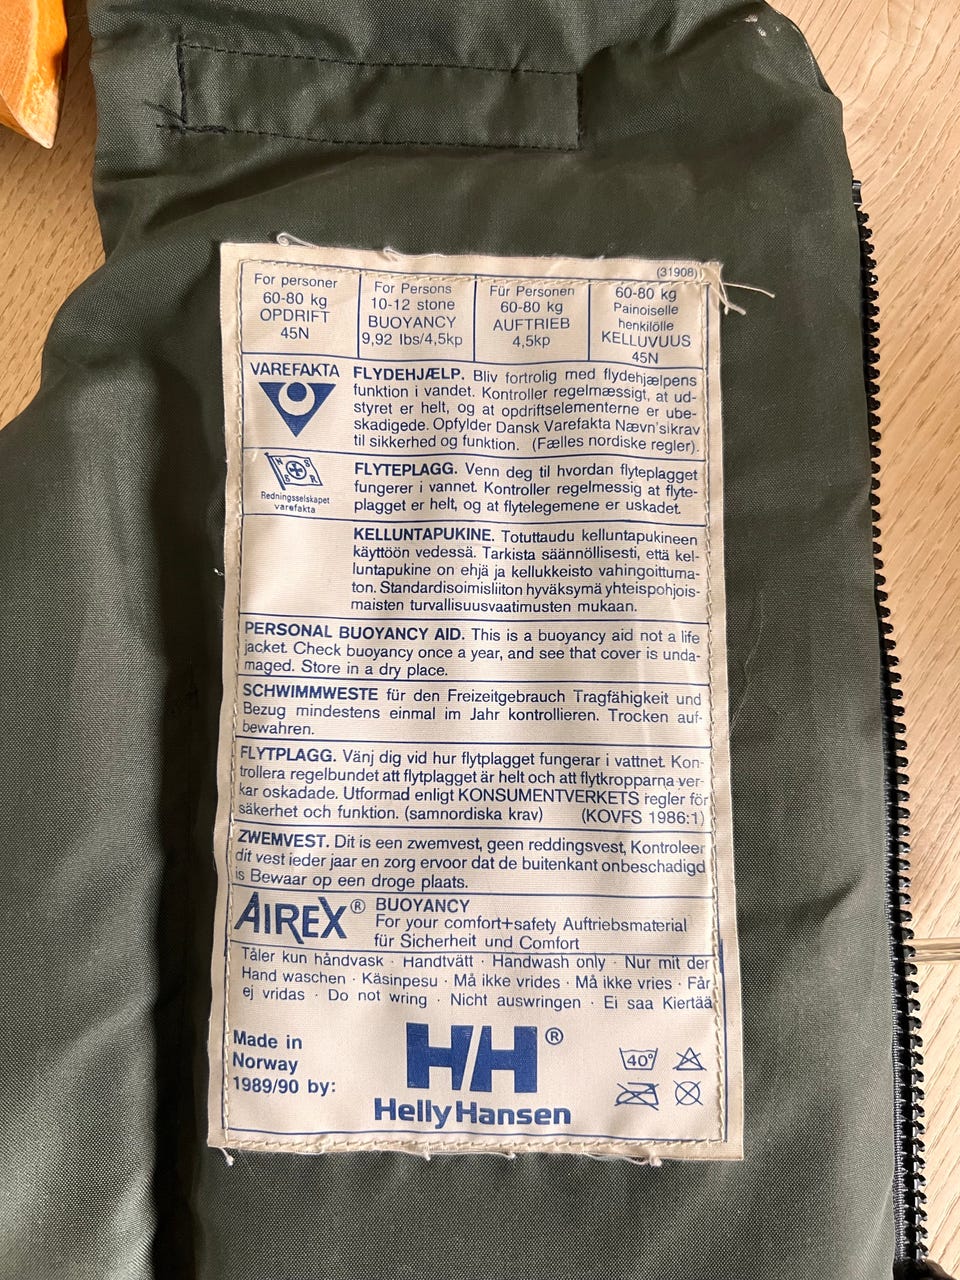 (31908)
For personer
60-80 kg
OPDRIFT
45N
For Persons
10-12 stone
BUOYANCY
9,92 lbs/4,5kp
Für Personen
60-80 kg
AUFTRIEB
4,5kp
60-80 kg
Painoiselle
henkilölle
KELLUVUUS
45N
VAREFAKTA
FLYDEHJÆLP. Bliv fortrolig med flydehjælpens
funktion i vandet. Kontroller regelmæssigt, at ud-
styret er helt, og at opdriftselementerne er ube-
skadigede. Opfylder Dansk Varefakta Nævn'sikrav
til sikkerhed og funktion. (Fælles nordiske regler).
N S
S R
Redningsselskapet
varefakta
FLYTEPLAGG. Venn deg til hvordan flyteplagget
fungerer i vannet. Kontroller regelmessig at flyte-
plagget er helt, og at flytelegemene er uskadet.
KELLUNTAPUKINE. Totuttaudu kelluntapukineen
käyttöön vedessä. Tarkista säännöllisesti, että kel-
luntapukine on ehjä ja kellukkeisto vahingoittuma-
ton. Standardisoimisliiton hyväksymä yhteispohjois-
maisten turvallisuusvaatimusten mukaan.
PERSONAL BUOYANCY AID. This is a buoyancy aid not a life
jacket. Check buoyancy once a year, and see that cover is unda-
maged. Store in a dry place.
SCHWIMMWESTE für den Freizeitgebrauch Tragfähigkeit und
Bezug mindestens einmal im Jahr kontrollieren. Trocken auf-
bewahren.
FLYTPLAGG. Vänj dig vid hur flytplagget fungerar i vattnet. Kon-
trollera regelbundet att flytplagget är helt och att flytkropparna ver-
kar oskadade. Utformad enligt KONSUMENTVERKETS regler för
säkerhet och funktion. (samnordiska krav) (KOVFS 1986:1)
ZWEMVEST. Dit is een zwemvest, geen reddingsvest, Kontroleer
dit vest ieder jaar en zorg ervoor dat de buitenkant onbeschadigd
is Bewaar op een droge plaats.
AIREX® BUOYANCY
For your comfort+safety Auftriebsmaterial
für Sicherheit und Comfort
Tåler kun håndvask · Handtvätt · Handwash only · Nur mit der
Hand waschen · Käsinpesu · Må ikke vrides · Må ikke vries · Får
ej vridas · Do not wring · Nicht auswringen · Ei saa Kiertää
Made in
Norway
1989/90 by:
HH®
Helly Hansen
40°